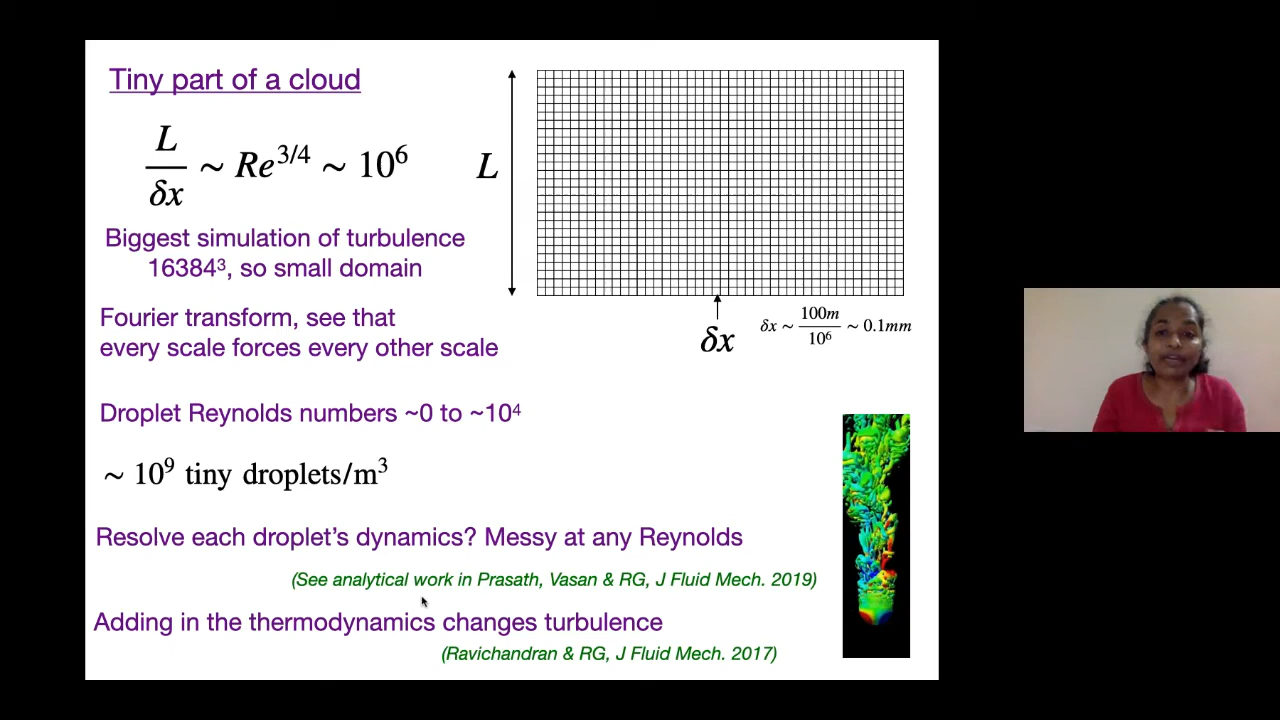 Tiny part of a cloud
L/δx ~ Re^3/4 ~ 10^6
L
Biggest simulation of turbulence
16384³, so small domain
δx
δx ~ 100m/10^6 ~ 0.1mm
Fourier transform, see that
every scale forces every other scale
Droplet Reynolds numbers ~0 to ~10⁴
~ 10⁹ tiny droplets/m³
Resolve each droplet's dynamics? Messy at any Reynolds
(See analytical work in Prasath, Vasan & RG, J Fluid Mech. 2019)
Adding in the thermodynamics changes turbulence
(Ravichandran & RG, J Fluid Mech. 2017)